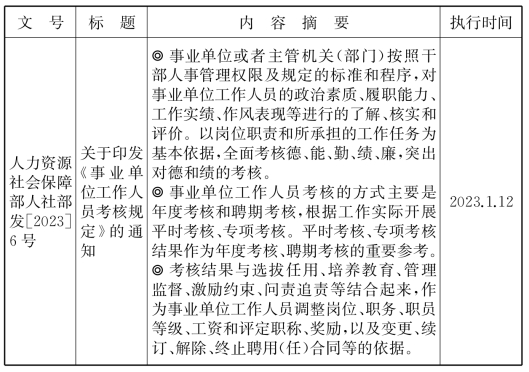 文号 标题 内容摘要 执行时间
人力资源
社会保障
部人社部
发[2023]
6号
关于印发
《事业单
位工作人
员考核规
定》的通
知
◎ 事业单位或者主管机关(部门)按照干
部人事管理权限及规定的标准和程序,对
事业单位工作人员的政治素质、履职能力、
工作实绩、作风表现等进行的了解、核实和
评价。以岗位职责和所承担的工作任务为
基本依据,全面考核德、能、勤、绩、廉,突出
对德和绩的考核。
◎ 事业单位工作人员考核的方式主要是
年度考核和聘期考核,根据工作实际开展
平时考核、专项考核。平时考核、专项考核
结果作为年度考核、聘期考核的重要参考。
◎ 考核结果与选拔任用、培养教育、管理
监督、激励约束、问责追责等结合起来,作
为事业单位工作人员调整岗位、职务、职员
等级、工资和评定职称、奖励,以及变更、续
订、解除、终止聘用(任)合同等的依据。
2023.1.12